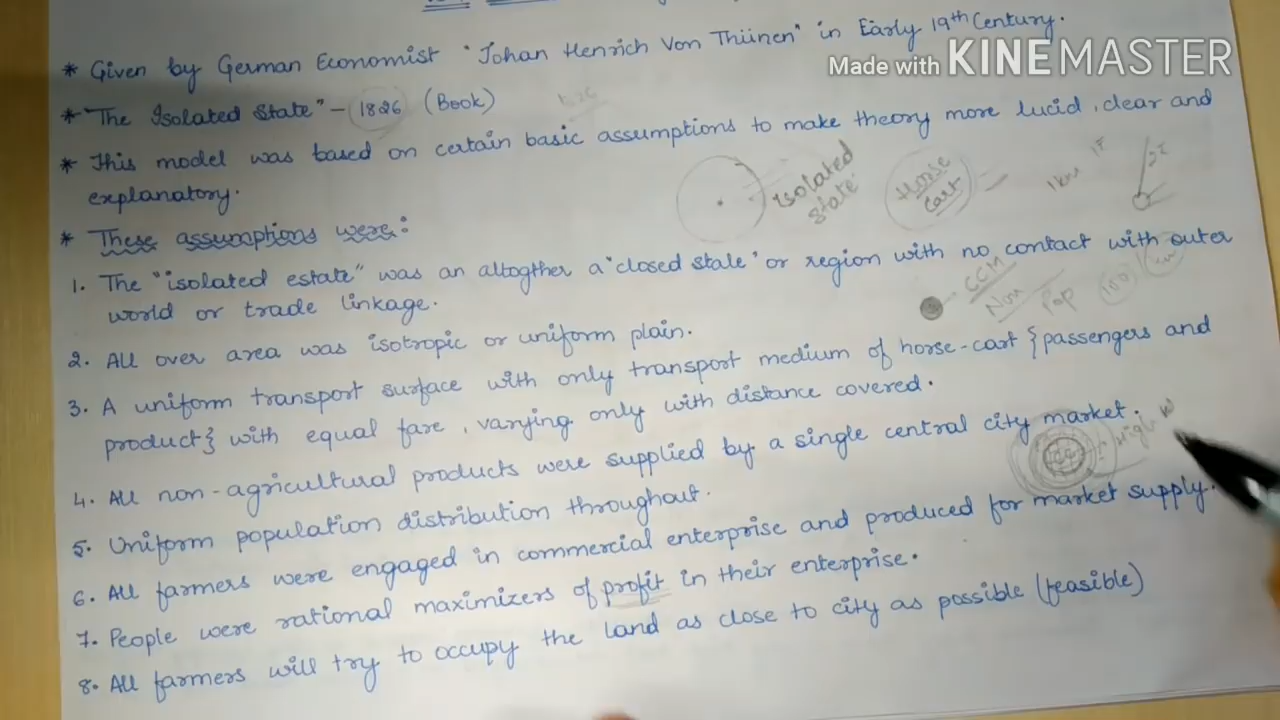 * Given by German Economist "Johan Henrich Von Thünen" in Early 19th Century.
Made with KINEMASTER
* "The Isolated State" - 1826 (Book)
* This model was based on certain basic assumptions to make theory more lucid, clear and
explanatory.
isolated
state
Horse
cart
1km
* These assumptions were:
1. The "isolated estate" was an altogther a "closed stale" or region with no contact with outer
world or trade linkage.
CCM
Non
Pop
100
2. All over area was isotropic or uniform plain.
3. A uniform transport surface with only transport medium of horse-cart {passengers and
product} with equal fare, varying only with distance covered.
4. All non-agricultural products were supplied by a single central city market.
5. Uniform population distribution throughout.
6. All farmers were engaged in commercial enterprise and produced for market supply.
7. People were rational maximizers of profit in their enterprise.
8. All farmers will try to occupy the land as close to city as possible (feasible)